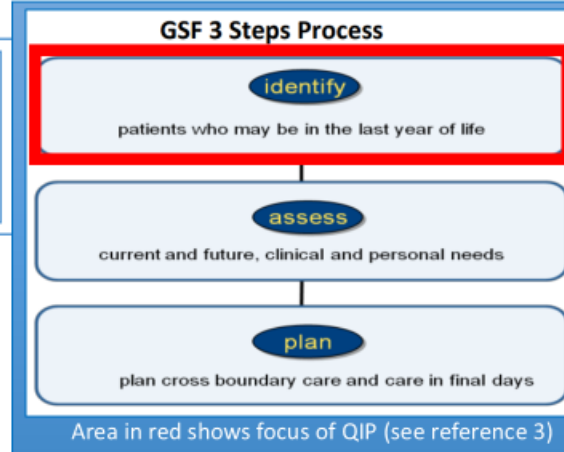 GSF 3 Steps Process
identify
patients who may be in the last year of life
assess
current and future, clinical and personal needs
plan
plan cross boundary care and care in final days
Area in red shows focus of QIP (see reference 3)